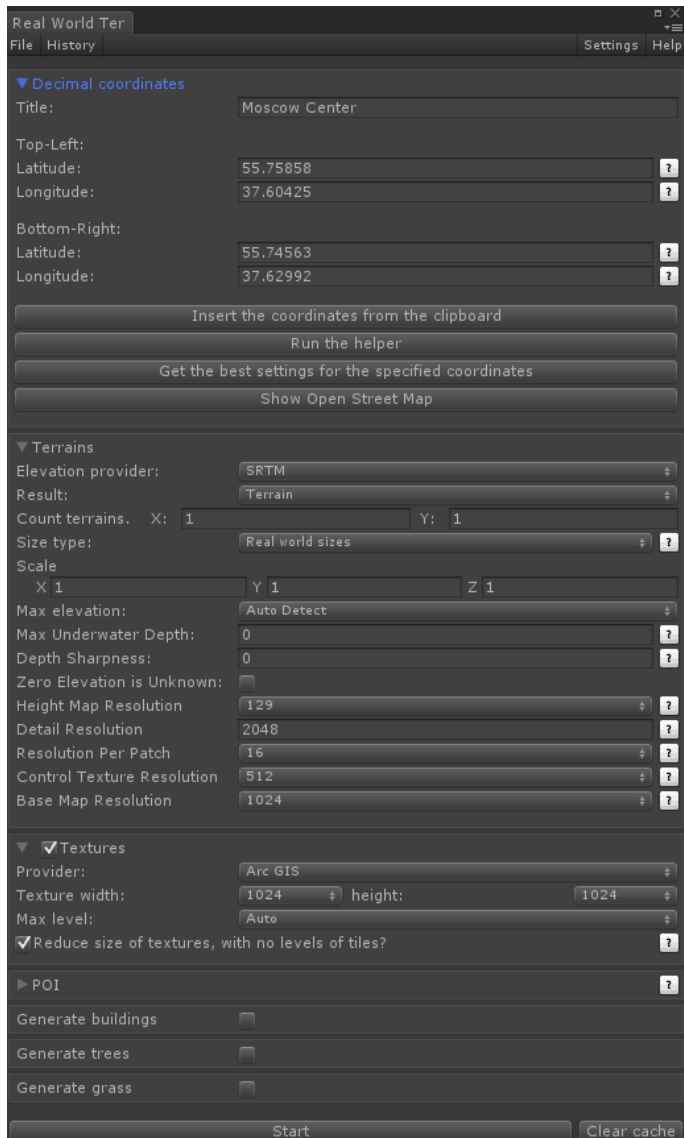 Real World Ter
File History Settings Help
Decimal coordinates
Title: Moscow Center
Top-Left:
Latitude: 55.75858 ?
Longitude: 37.60425 ?
Bottom-Right:
Latitude: 55.74563 ?
Longitude: 37.62992 ?
Insert the coordinates from the clipboard
Run the helper
Get the best settings for the specified coordinates
Show Open Street Map
Terrains
Elevation provider: SRTM
Result: Terrain
Count terrains. X: 1 Y: 1
Size type: Real world sizes ?
Scale
X 1 Y 1 Z 1
Max elevation: Auto Detect
Max Underwater Depth: 0 ?
Depth Sharpness: 0 ?
Zero Elevation is Unknown:
Height Map Resolution 129 ?
Detail Resolution 2048 ?
Resolution Per Patch 16 ?
Control Texture Resolution 512 ?
Base Map Resolution 1024 ?
Textures
Provider: Arc GIS
Texture width: 1024 height: 1024
Max level: Auto
Reduce size of textures, with no levels of tiles? ?
POI ?
Generate buildings
Generate trees
Generate grass
Start Clear cache